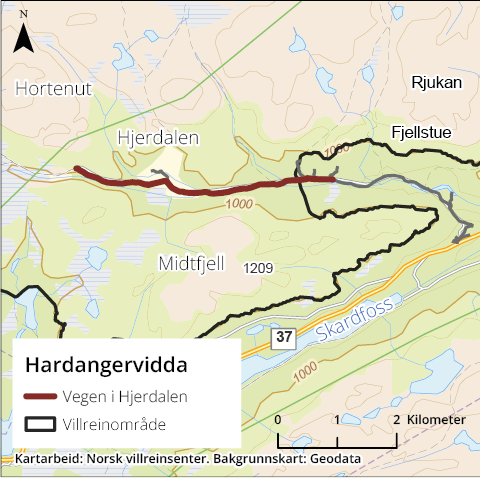 N
Rjukan
Hortenut
Fjellstue
Hjerdalen
1000
1000
Midtfjell
1209
Skardfoss
37
1000
Hardangervidda
Vegen i Hjerdalen
Villreinområde
0 1 2 Kilometer
Kartarbeid: Norsk villreinsenter. Bakgrunnskart: Geodata